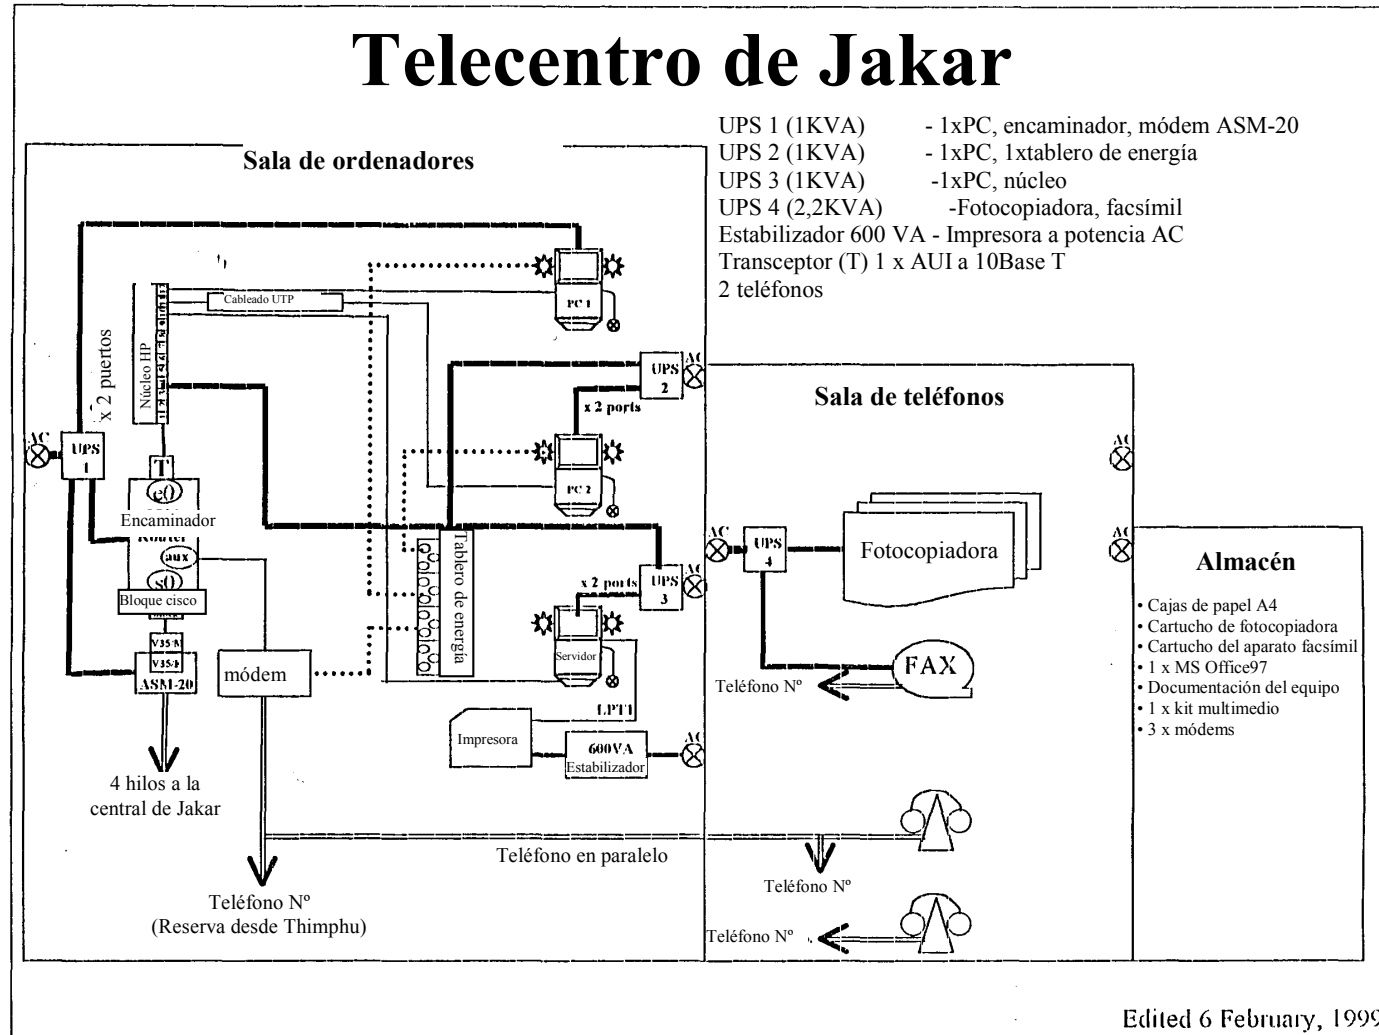 Telecentro de Jakar
UPS 1 (1KVA) - 1xPC, encaminador, módem ASM-20
UPS 2 (1KVA) - 1xPC, 1xtablero de energía
UPS 3 (1KVA) -1xPC, núcleo
UPS 4 (2,2KVA) -Fotocopiadora, facsímil
Estabilizador 600 VA - Impresora a potencia AC
Transceptor (T) 1 x AUI a 10Base T
2 teléfonos
Sala de ordenadores
Cableado UTP
PC 1
Núcleo HP
x 2 puertos
AC
UPS
2
x 2 ports
AC
UPS
1
T
e0
Encaminador
Router
aux
s0
Bloque cisco
V35/M
V35/F
ASM-20
PC 2
Tablero de energía
módem
x 2 ports
AC
UPS
3
Servidor
LPT1
Impresora
600VA
Estabilizador
AC
4 hilos a la
central de Jakar
Teléfono en paralelo
Teléfono Nº
(Reserva desde Thimphu)
Sala de teléfonos
AC
AC
AC
UPS
4
Fotocopiadora
FAX
Teléfono Nº
Teléfono Nº
Teléfono Nº
Almacén
• Cajas de papel A4
• Cartucho de fotocopiadora
• Cartucho del aparato facsímil
• 1 x MS Office97
• Documentación del equipo
• 1 x kit multimedio
• 3 x módems
Edited 6 February, 1999